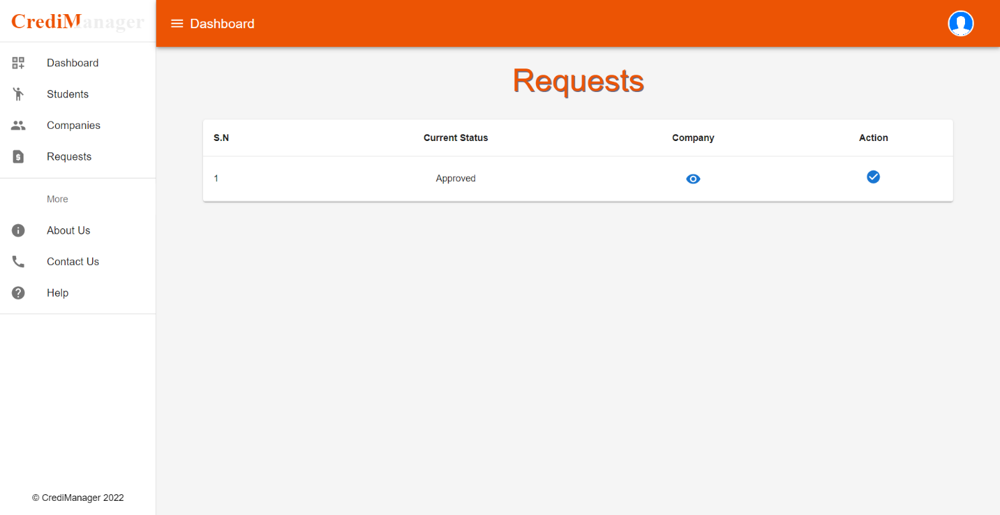 CrediManager
Dashboard
Dashboard
Students
Companies
Requests
More
About Us
Contact Us
Help
© CrediManager 2022
Requests
S.N Current Status Company Action
1 Approved